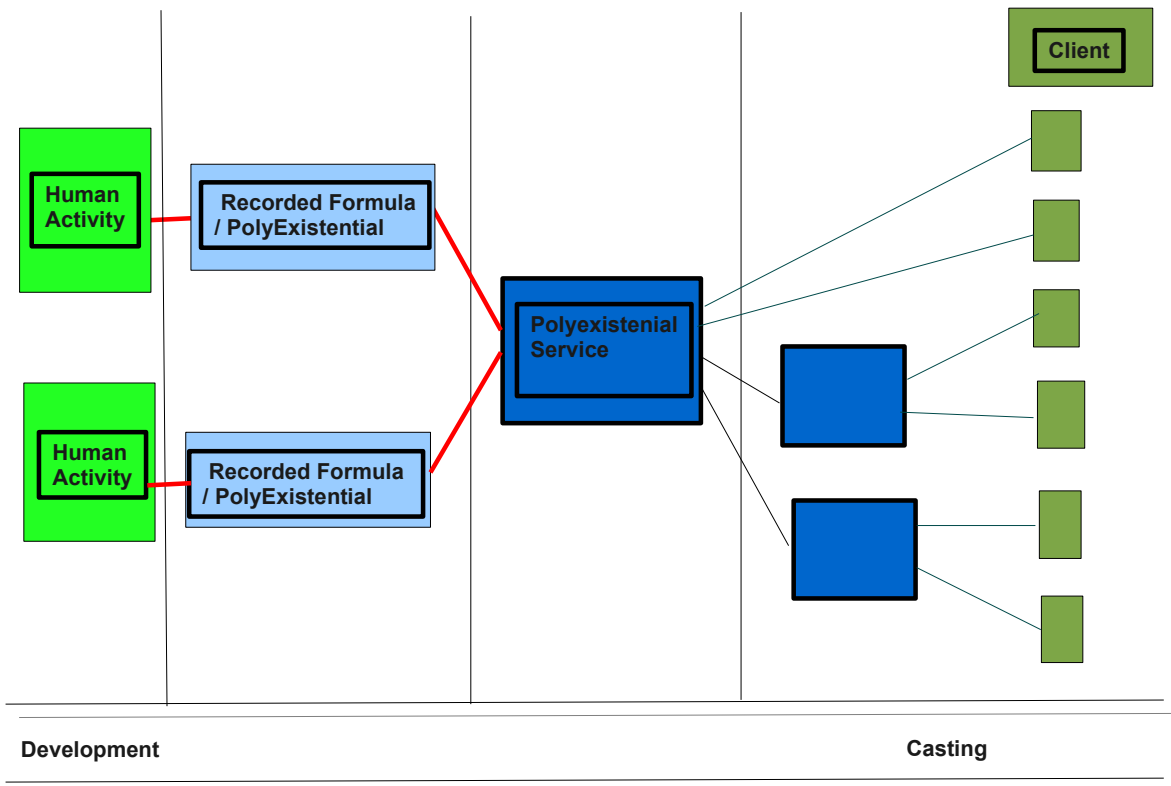 Client
Human
Activity
Recorded Formula
/ PolyExistential
Polyexistenial
Service
Human
Activity
Recorded Formula
/ PolyExistential
Development
Casting